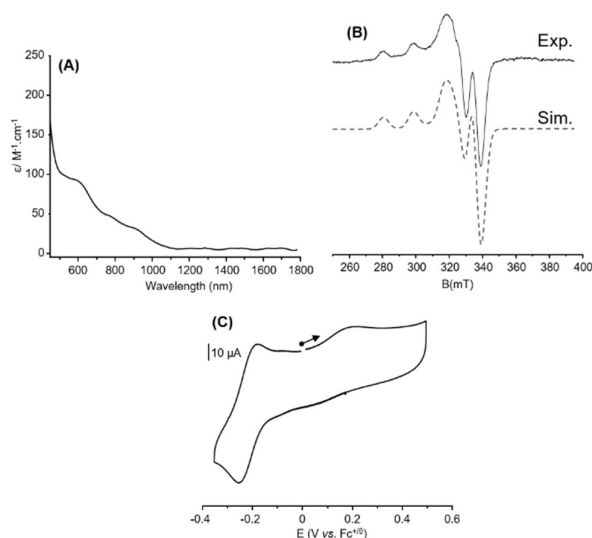 (A)
250
200
150
100
50
0
ε/ M⁻¹.cm⁻¹
600 800 1000 1200 1400 1600 1800
Wavelength (nm)
(B)
Exp.
Sim.
260 280 300 320 340 360 380 400
B(mT)
(C)
10 µA
-0.4 -0.2 0 0.2 0.4 0.6
E (V vs. Fc⁺/⁰)